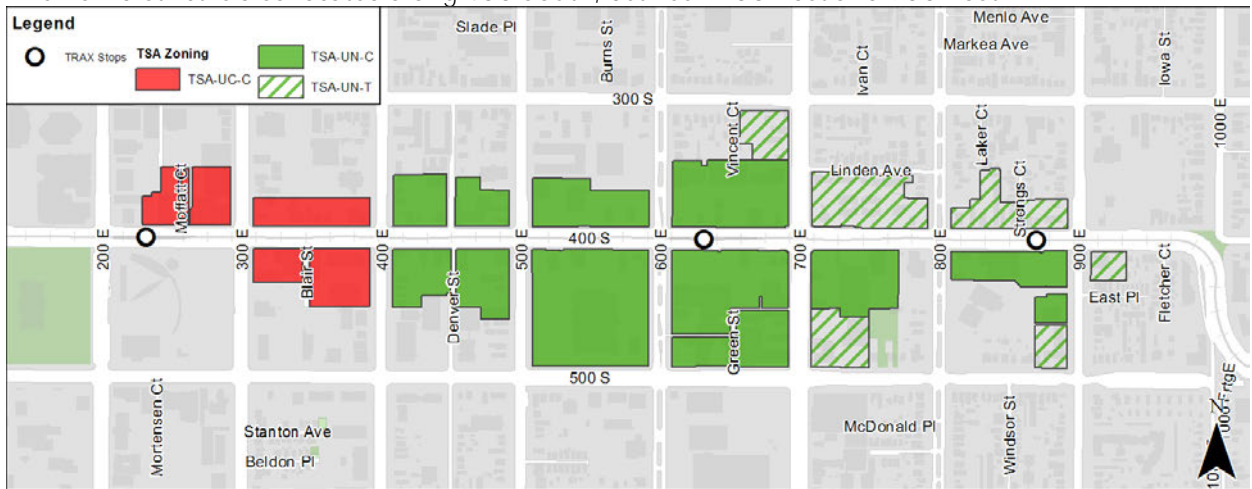 Legend
TRAX Stops
TSA Zoning
TSA-UC-C
TSA-UN-C
TSA-UN-T
Slade Pl
Burns St
Menlo Ave
Markea Ave
Ivan Ct
Iowa St
300 S
1000 E
Vincent Ct
Laker Ct
Linden Ave
Strongs Ct
Moffatt Ct
200 E
300 E
400 E
500 E
400 S
600 E
700 E
800 E
900 E
Blair St
Denver St
Green St
East Pl
Fletcher Ct
500 S
Mortensen Ct
Stanton Ave
Beldon Pl
McDonald Pl
Windsor St
FrtgE
N